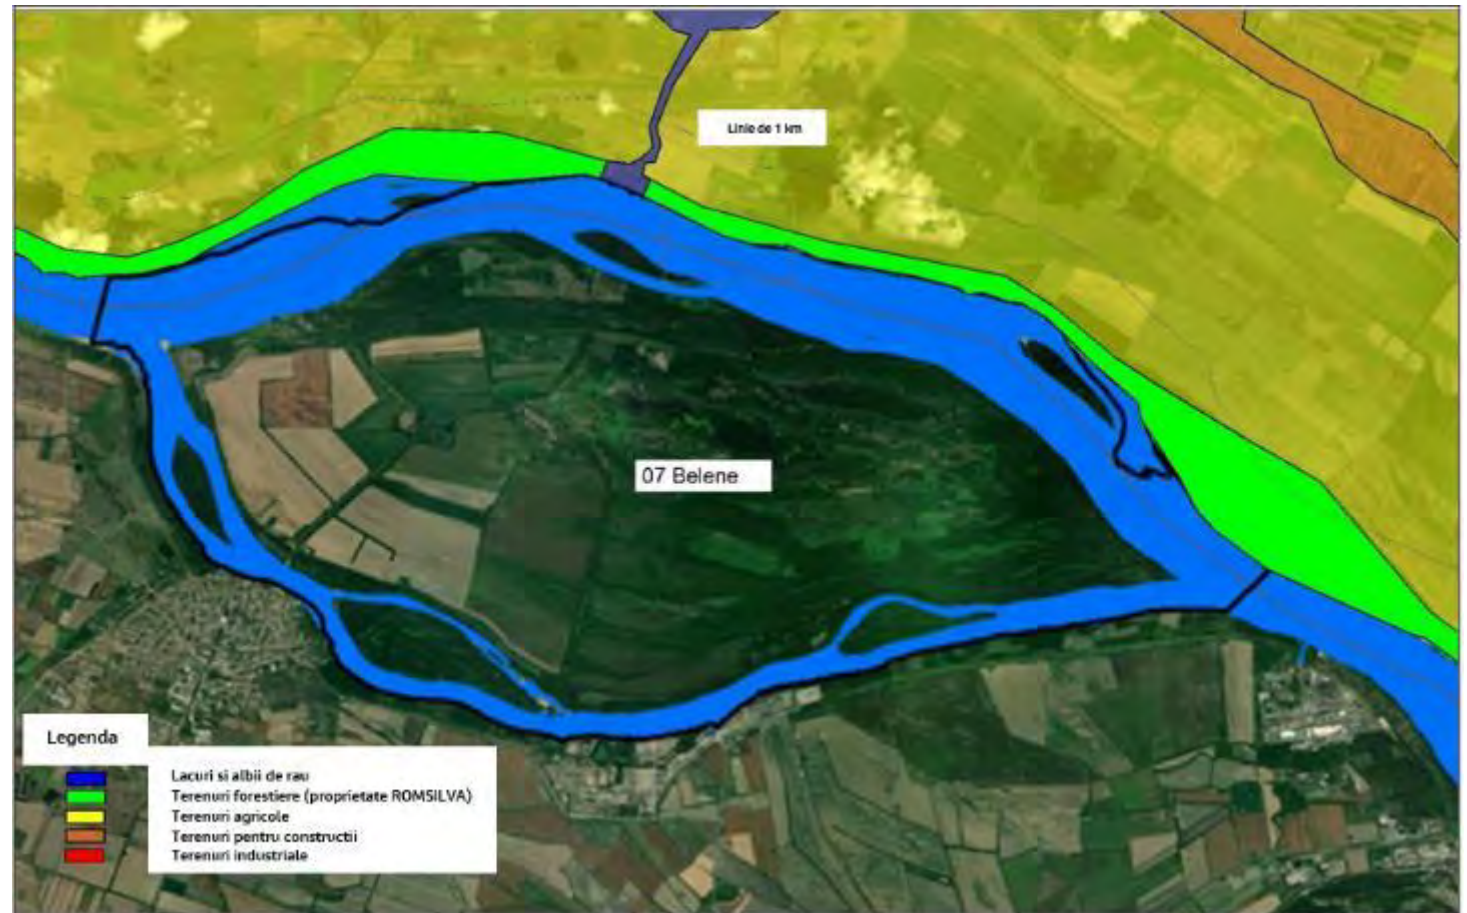 Linie de 1 km
07 Belene
Legenda
Lacuri si albii de rau
Terenuri forestiere (proprietate ROMSILVA)
Terenuri agricole
Terenuri pentru constructii
Terenuri industriale